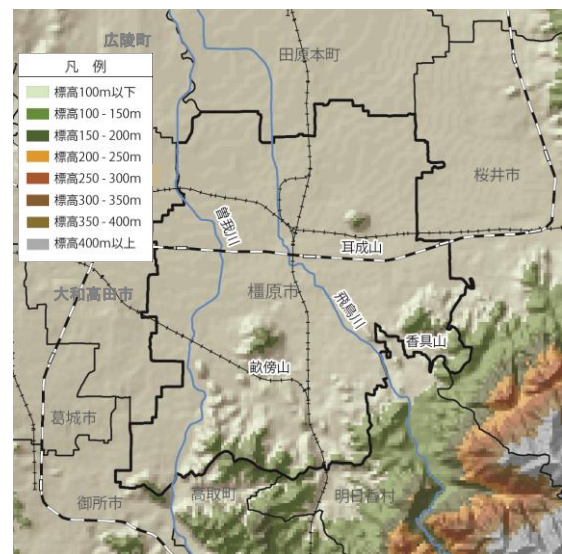 広陵町
田原本町
凡 例
標高100m以下
標高100 - 150m
標高150 - 200m
標高200 - 250m
標高250 - 300m
標高300 - 350m
標高350 - 400m
標高400m以上
桜井市
曽我川
耳成山
大和高田市
橿原市
飛鳥川
香具山
畝傍山
葛城市
御所市
高取町
明日香村